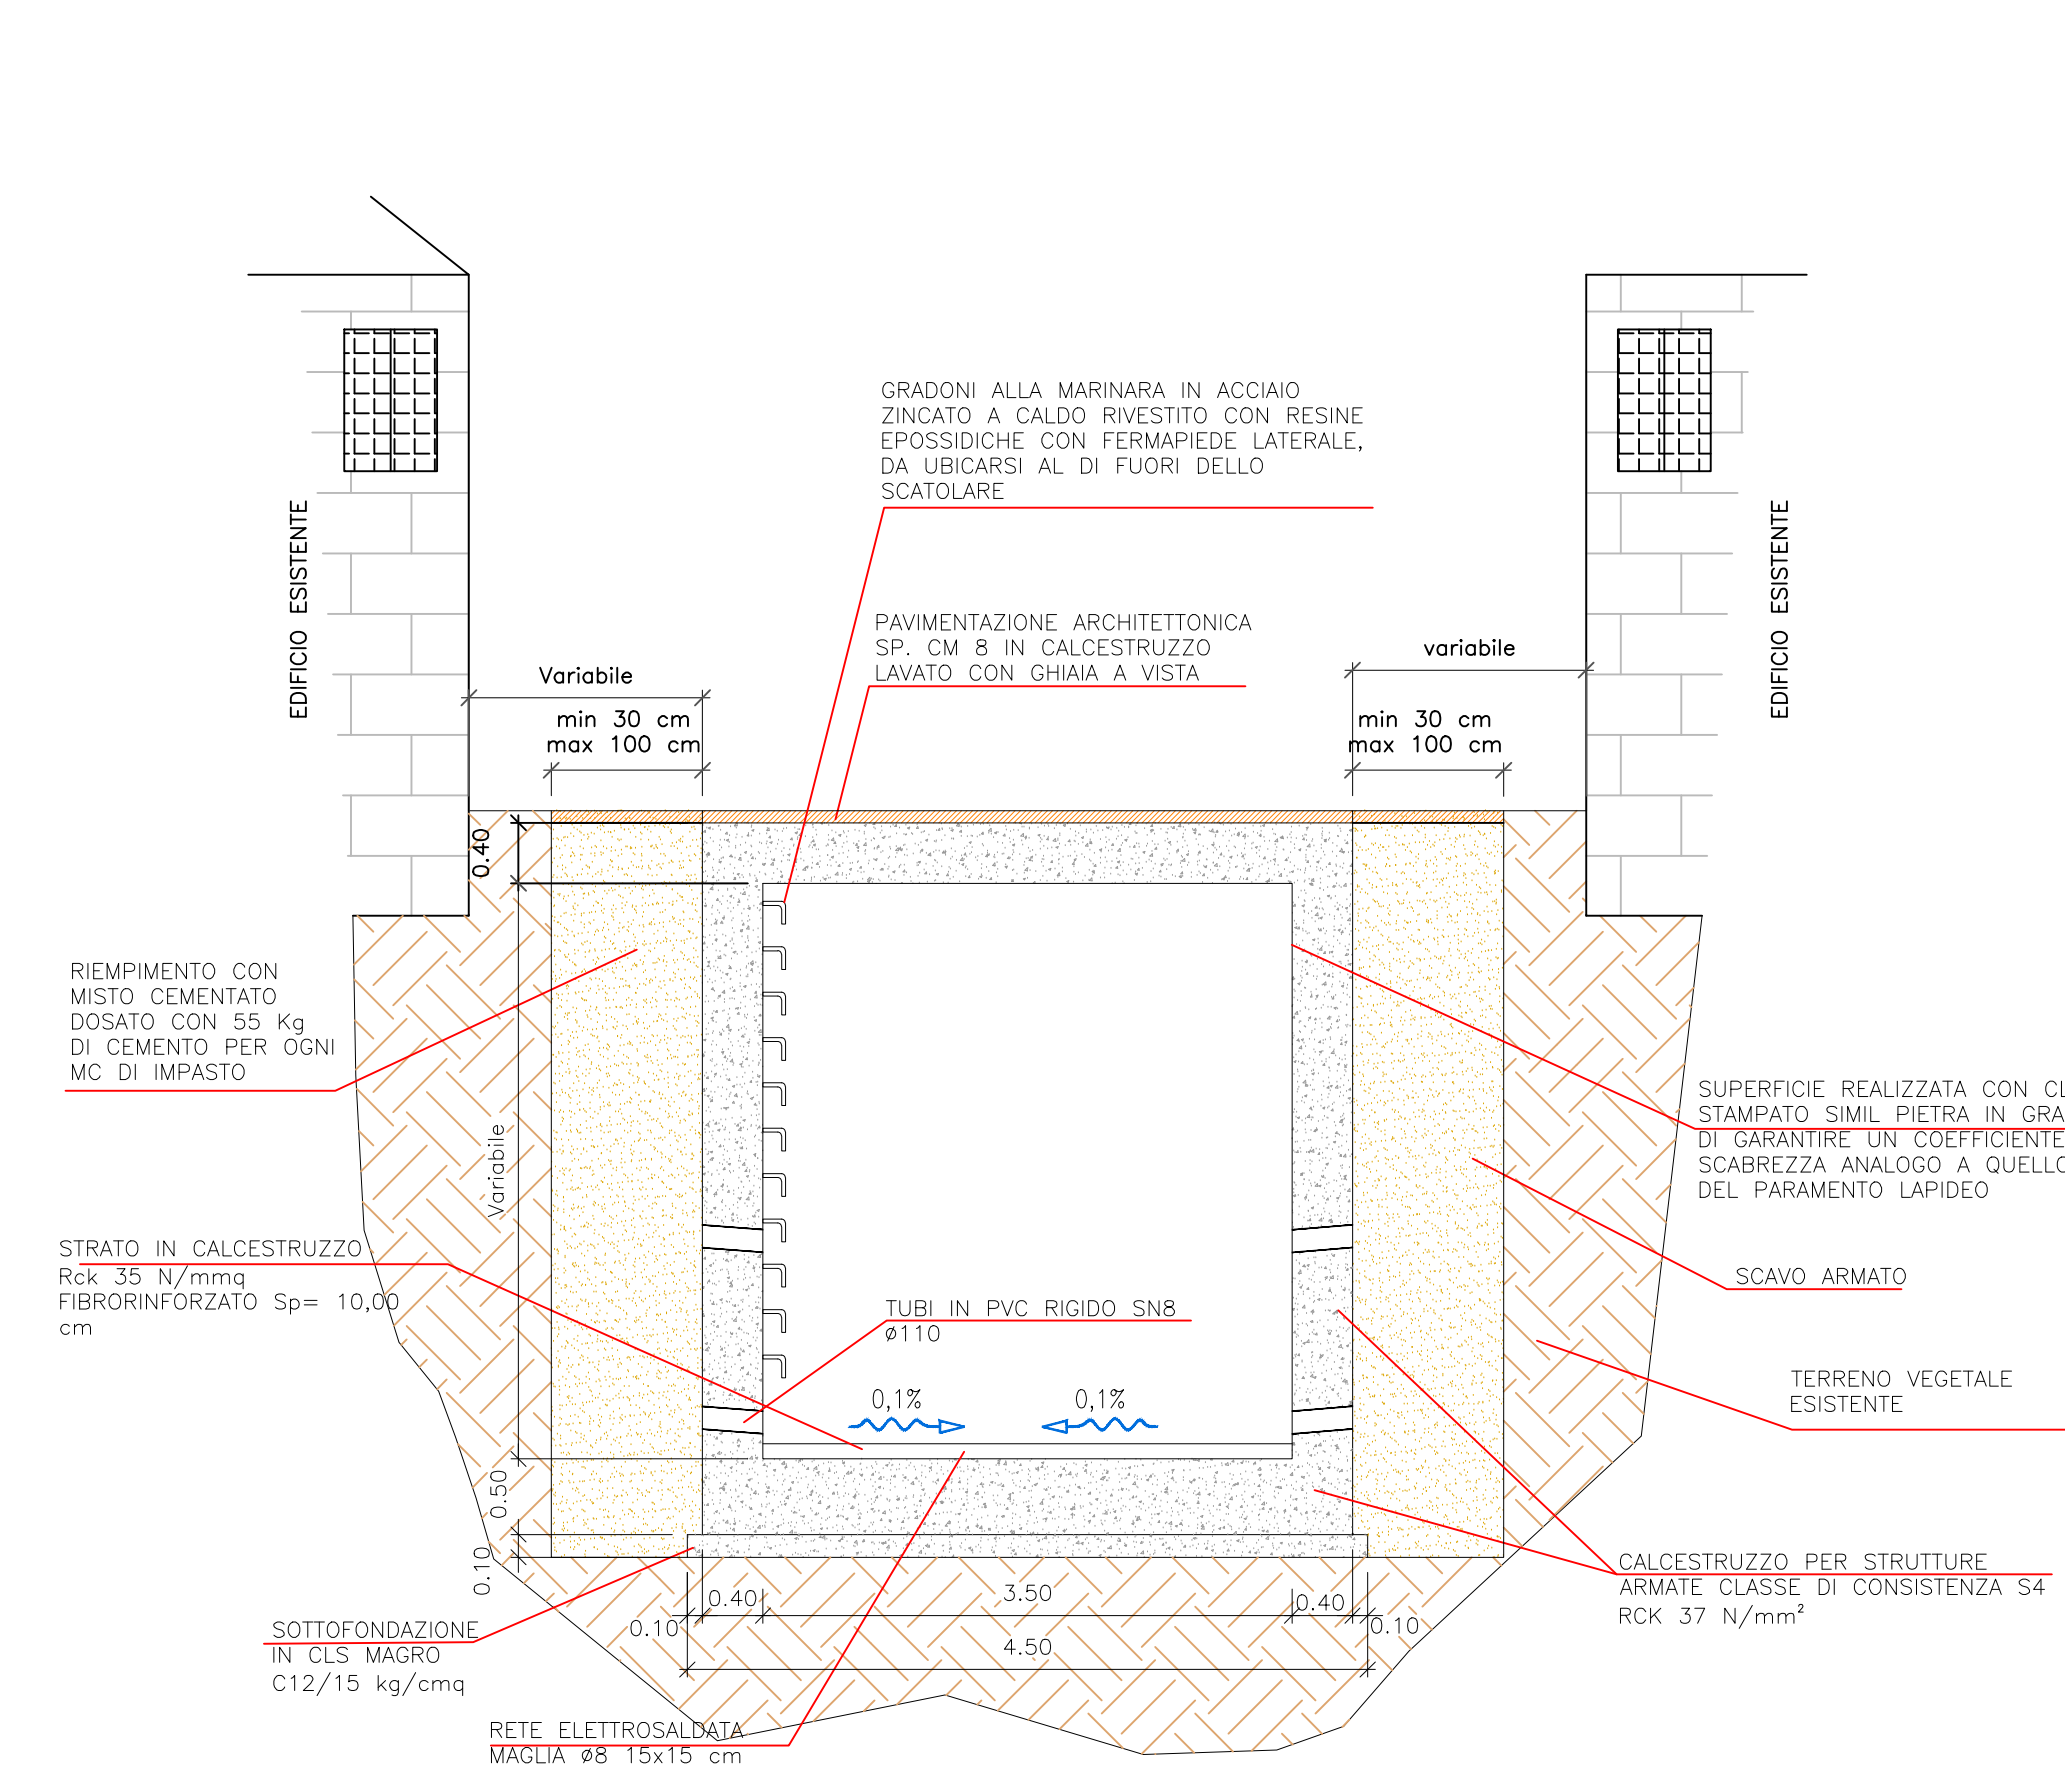 GRADONI ALLA MARINARA IN ACCIAIO
ZINCATO A CALDO RIVESTITO CON RESINE
EPOSSIDICHE CON FERMAPIEDE LATERALE,
DA UBICARSI AL DI FUORI DELLO
SCATOLARE
EDIFICIO ESISTENTE
EDIFICIO ESISTENTE
PAVIMENTAZIONE ARCHITETTONICA
SP. CM 8 IN CALCESTRUZZO
LAVATO CON GHIAIA A VISTA
Variabile
min 30 cm
max 100 cm
variabile
min 30 cm
max 100 cm
0.40
RIEMPIMENTO CON
MISTO CEMENTATO
DOSATO CON 55 Kg
DI CEMENTO PER OGNI
MC DI IMPASTO
Variabile
SUPERFICIE REALIZZATA CON
STAMPATO SIMIL PIETRA IN
DI GARANTIRE UN COEFFICIENTE
SCABREZZA ANALOGO A QUELLO
DEL PARAMENTO LAPIDEO
STRATO IN CALCESTRUZZO
Rck 35 N/mmq
FIBRORINFORZATO Sp= 10,00
cm
SCAVO ARMATO
TUBI IN PVC RIGIDO SN8
ø110
TERRENO VEGETALE
ESISTENTE
0,1%
0,1%
0.50
0.10
CALCESTRUZZO PER STRUTTURE
ARMATE CLASSE DI CONSISTENZA S4
RCK 37 N/mm²
0.10
0.40
3.50
0.40
0.10
4.50
SOTTOFONDAZIONE
IN CLS MAGRO
C12/15 kg/cmq
RETE ELETTROSALDATA
MAGLIA ø8 15x15 cm